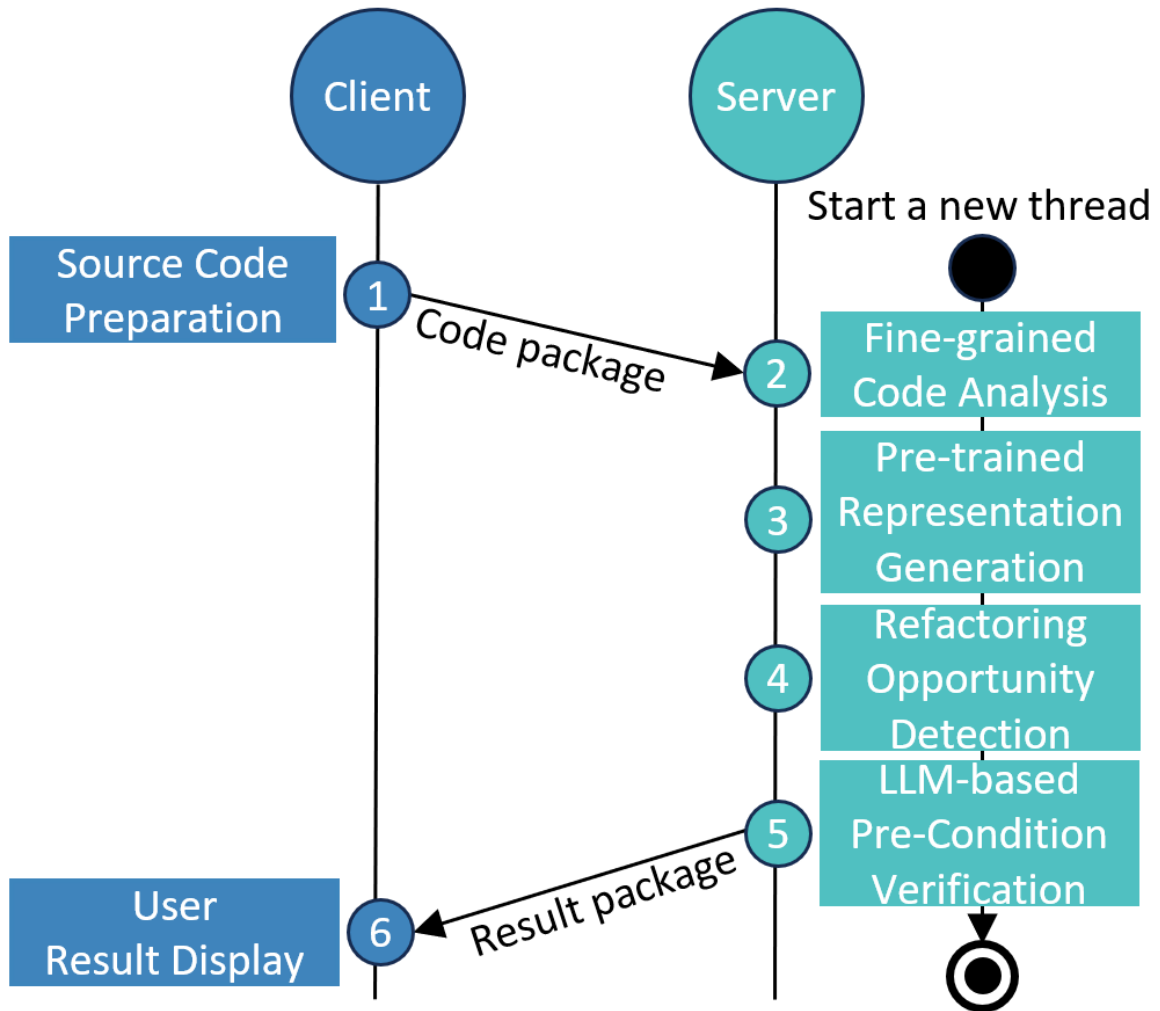 Client
Server
Start a new thread
Source Code
Preparation
1
Code package
2
Fine-grained
Code Analysis
3
Pre-trained
Representation
Generation
4
Refactoring
Opportunity
Detection
5
LLM-based
Pre-Condition
Verification
Result package
6
User
Result Display